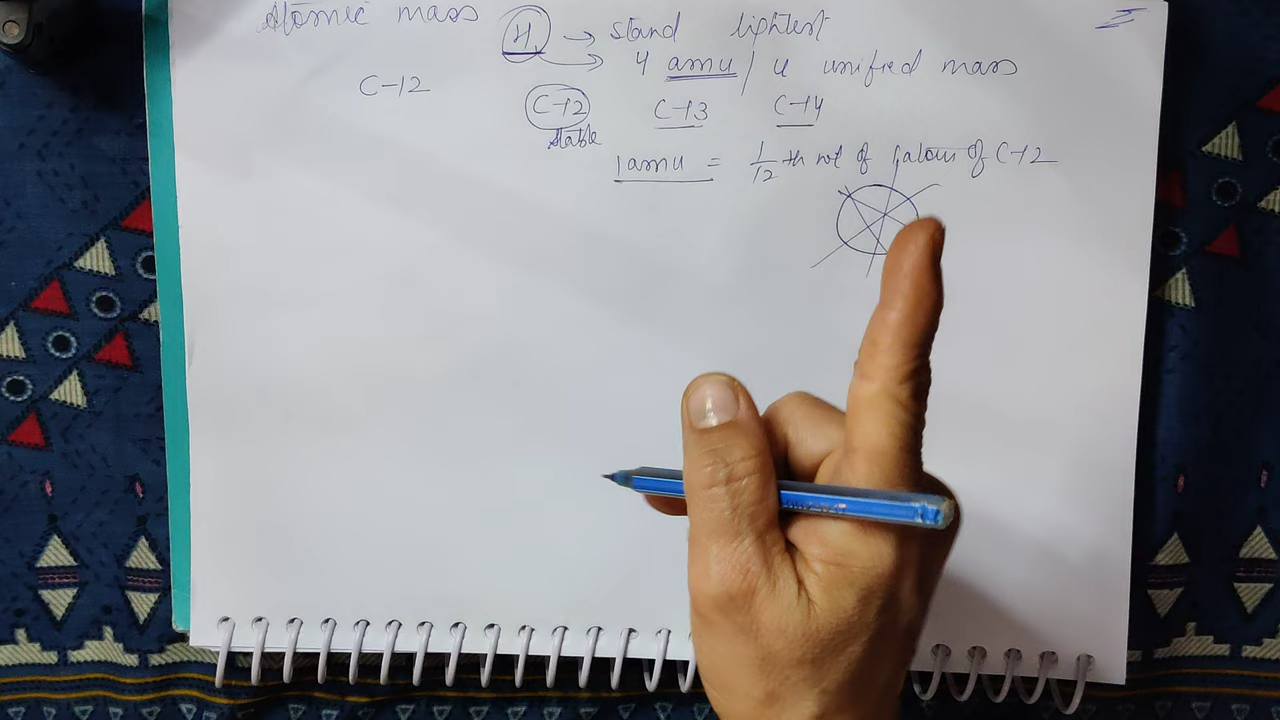 Atomic mass H → stand lightest
4 amu / u unified mass
C-12
C-12 C-13 C-14
stable
1 amu = 1/12 th wt of 1 atom of C-12